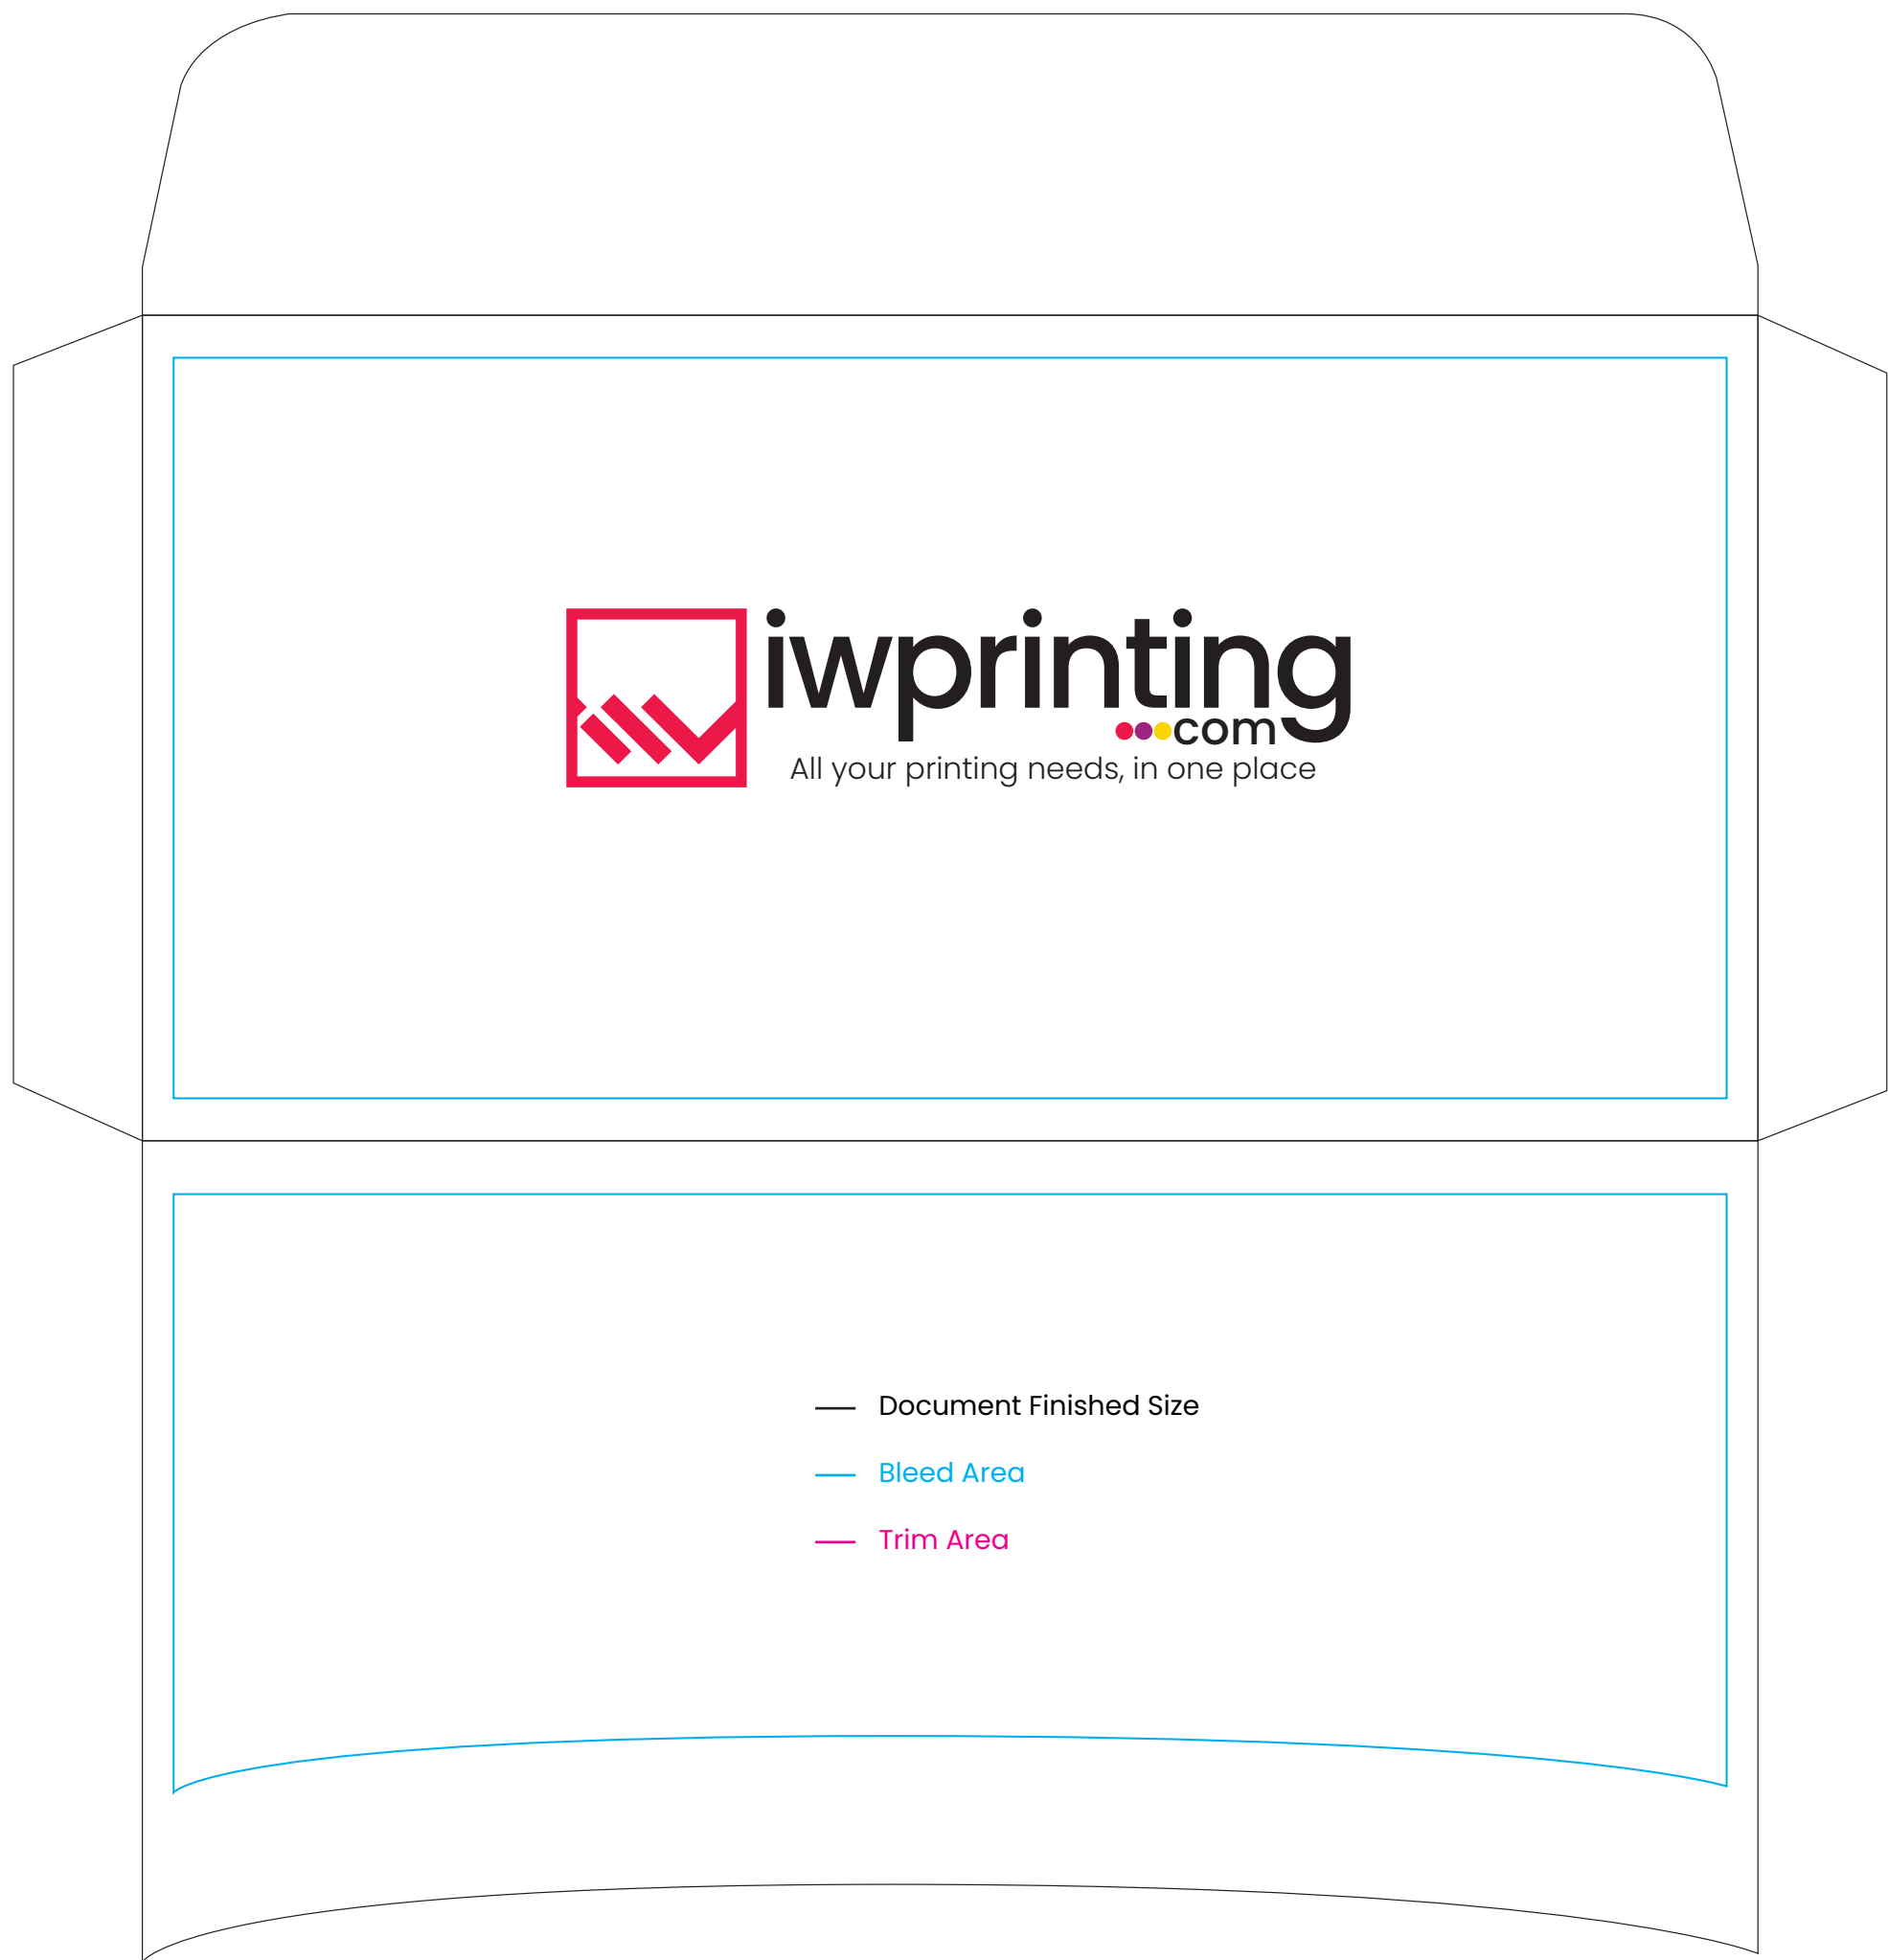 iwprinting
com
All your printing needs, in one place
Document Finished Size
Bleed Area
Trim Area